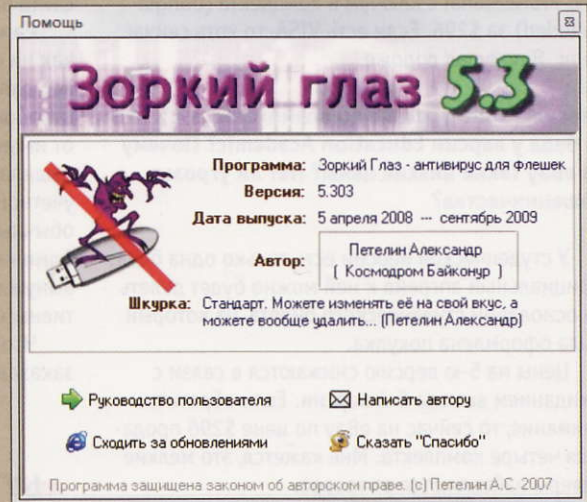 Помощь
Зоркий глаз 5.3
Программа: Зоркий Глаз - антивирус для флешек
Версия: 5.303
Дата выпуска: 5 апреля 2008 --- сентябрь 2009
Автор: Петелин Александр
( Космодром Байконур )
Шкурка: Стандарт. Можете изменять её на свой вкус, а
можете вообще удалить... (Петелин Александр)
Руководство пользователя
Написать автору
Сходить за обновлениями
Сказать "Спасибо"
Программа защищена законом об авторском праве. (c) Петелин А.С. 2007